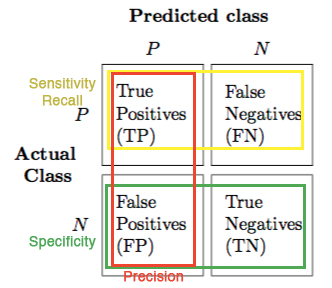 Predicted class
P N
Sensitivity
Recall
P
True
Positives
(TP)
False
Negatives
(FN)
Actual
Class
N
Specificity
False
Positives
(FP)
True
Negatives
(TN)
Precision